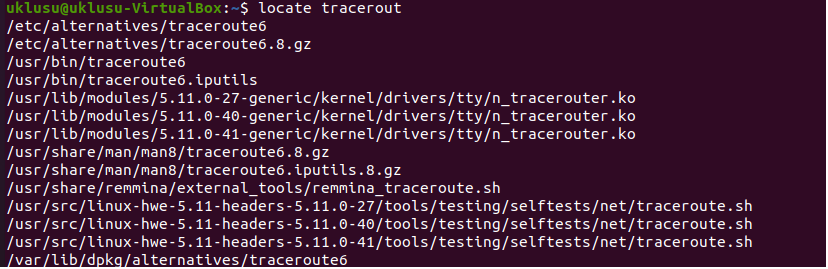 uklusu@uklusu-VirtualBox:~$ locate tracerout
/etc/alternatives/traceroute6
/etc/alternatives/traceroute6.8.gz
/usr/bin/traceroute6
/usr/bin/traceroute6.iputils
/usr/lib/modules/5.11.0-27-generic/kernel/drivers/tty/n_tracerouter.ko
/usr/lib/modules/5.11.0-40-generic/kernel/drivers/tty/n_tracerouter.ko
/usr/lib/modules/5.11.0-41-generic/kernel/drivers/tty/n_tracerouter.ko
/usr/share/man/man8/traceroute6.8.gz
/usr/share/man/man8/traceroute6.iputils.8.gz
/usr/share/remmina/external_tools/remmina_traceroute.sh
/usr/src/linux-hwe-5.11-headers-5.11.0-27/tools/testing/selftests/net/traceroute.sh
/usr/src/linux-hwe-5.11-headers-5.11.0-40/tools/testing/selftests/net/traceroute.sh
/usr/src/linux-hwe-5.11-headers-5.11.0-41/tools/testing/selftests/net/traceroute.sh
/var/lib/dpkg/alternatives/traceroute6